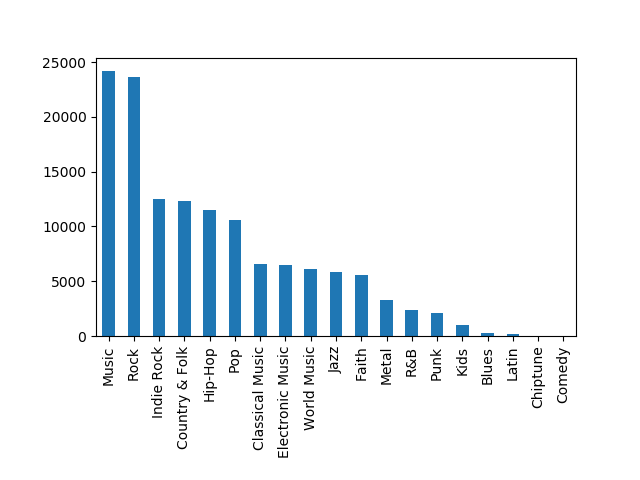 25000
20000
15000
10000
5000
0
Music
Rock
Indie Rock
Country & Folk
Hip-Hop
Pop
Classical Music
Electronic Music
World Music
Jazz
Faith
Metal
R&B
Punk
Kids
Blues
Latin
Chiptune
Comedy